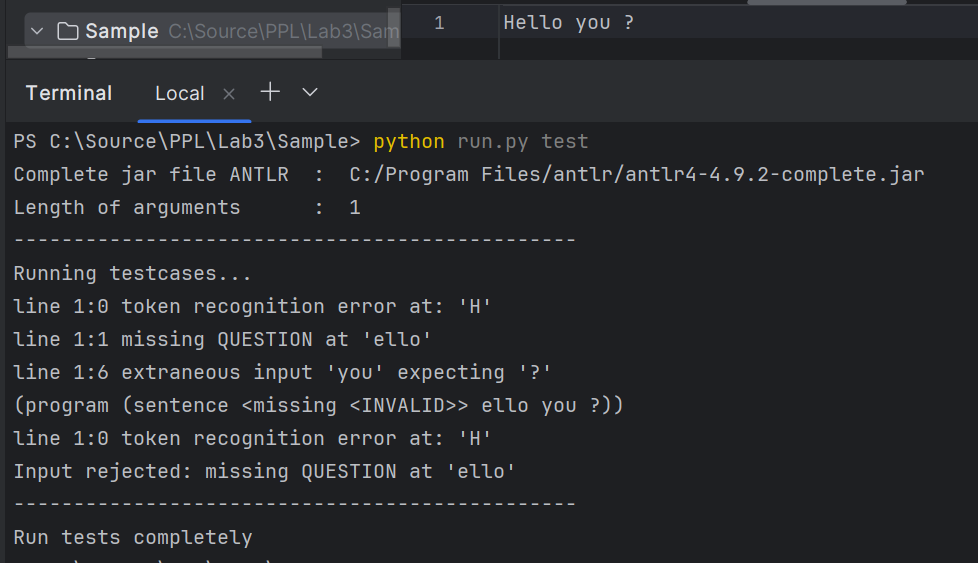 Sample C:\Source\PPL\Lab3\Sam
1 Hello you ?
Terminal Local × + 
PS C:\Source\PPL\Lab3\Sample> python run.py test
Complete jar file ANTLR  :  C:/Program Files/antlr/antlr4-4.9.2-complete.jar
Length of arguments      :  1
-----------------------------------------------
Running testcases...
line 1:0 token recognition error at: 'H'
line 1:1 missing QUESTION at 'ello'
line 1:6 extraneous input 'you' expecting '?'
(program (sentence <missing <INVALID>> ello you ?))
line 1:0 token recognition error at: 'H'
Input rejected: missing QUESTION at 'ello'
-----------------------------------------------
Run tests completely